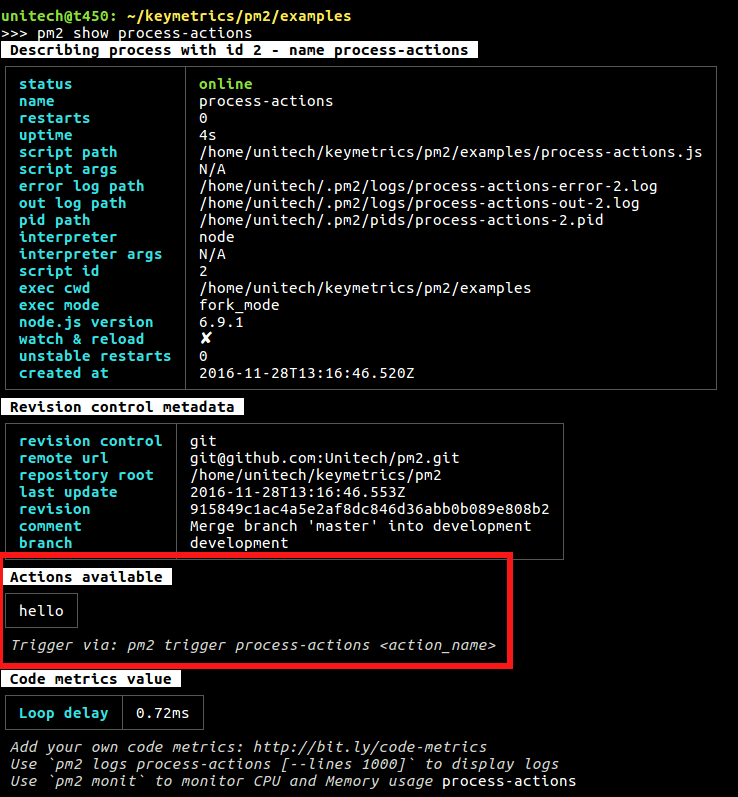 unitech@t450: ~/keymetrics/pm2/examples
>>> pm2 show process-actions
Describing process with id 2 - name process-actions
status online
name process-actions
restarts 0
uptime 4s
script path /home/unitech/keymetrics/pm2/examples/process-actions.js
script args N/A
error log path /home/unitech/.pm2/logs/process-actions-error-2.log
out log path /home/unitech/.pm2/logs/process-actions-out-2.log
pid path /home/unitech/.pm2/pids/process-actions-2.pid
interpreter node
interpreter args N/A
script id 2
exec cwd /home/unitech/keymetrics/pm2/examples
exec mode fork_mode
node.js version 6.9.1
watch & reload ✘
unstable restarts 0
created at 2016-11-28T13:16:46.520Z
Revision control metadata
revision control git
remote url git@github.com:Unitech/pm2.git
repository root /home/unitech/keymetrics/pm2
last update 2016-11-28T13:16:46.553Z
revision 915849c1ac4a5e2af8dc846d36abb0b089e808b2
comment Merge branch 'master' into development
branch development
Actions available
hello
Trigger via: pm2 trigger process-actions <action_name>
Code metrics value
Loop delay 0.72ms
Add your own code metrics: http://bit.ly/code-metrics
Use `pm2 logs process-actions [--lines 1000]` to display logs
Use `pm2 monit` to monitor CPU and Memory usage process-actions